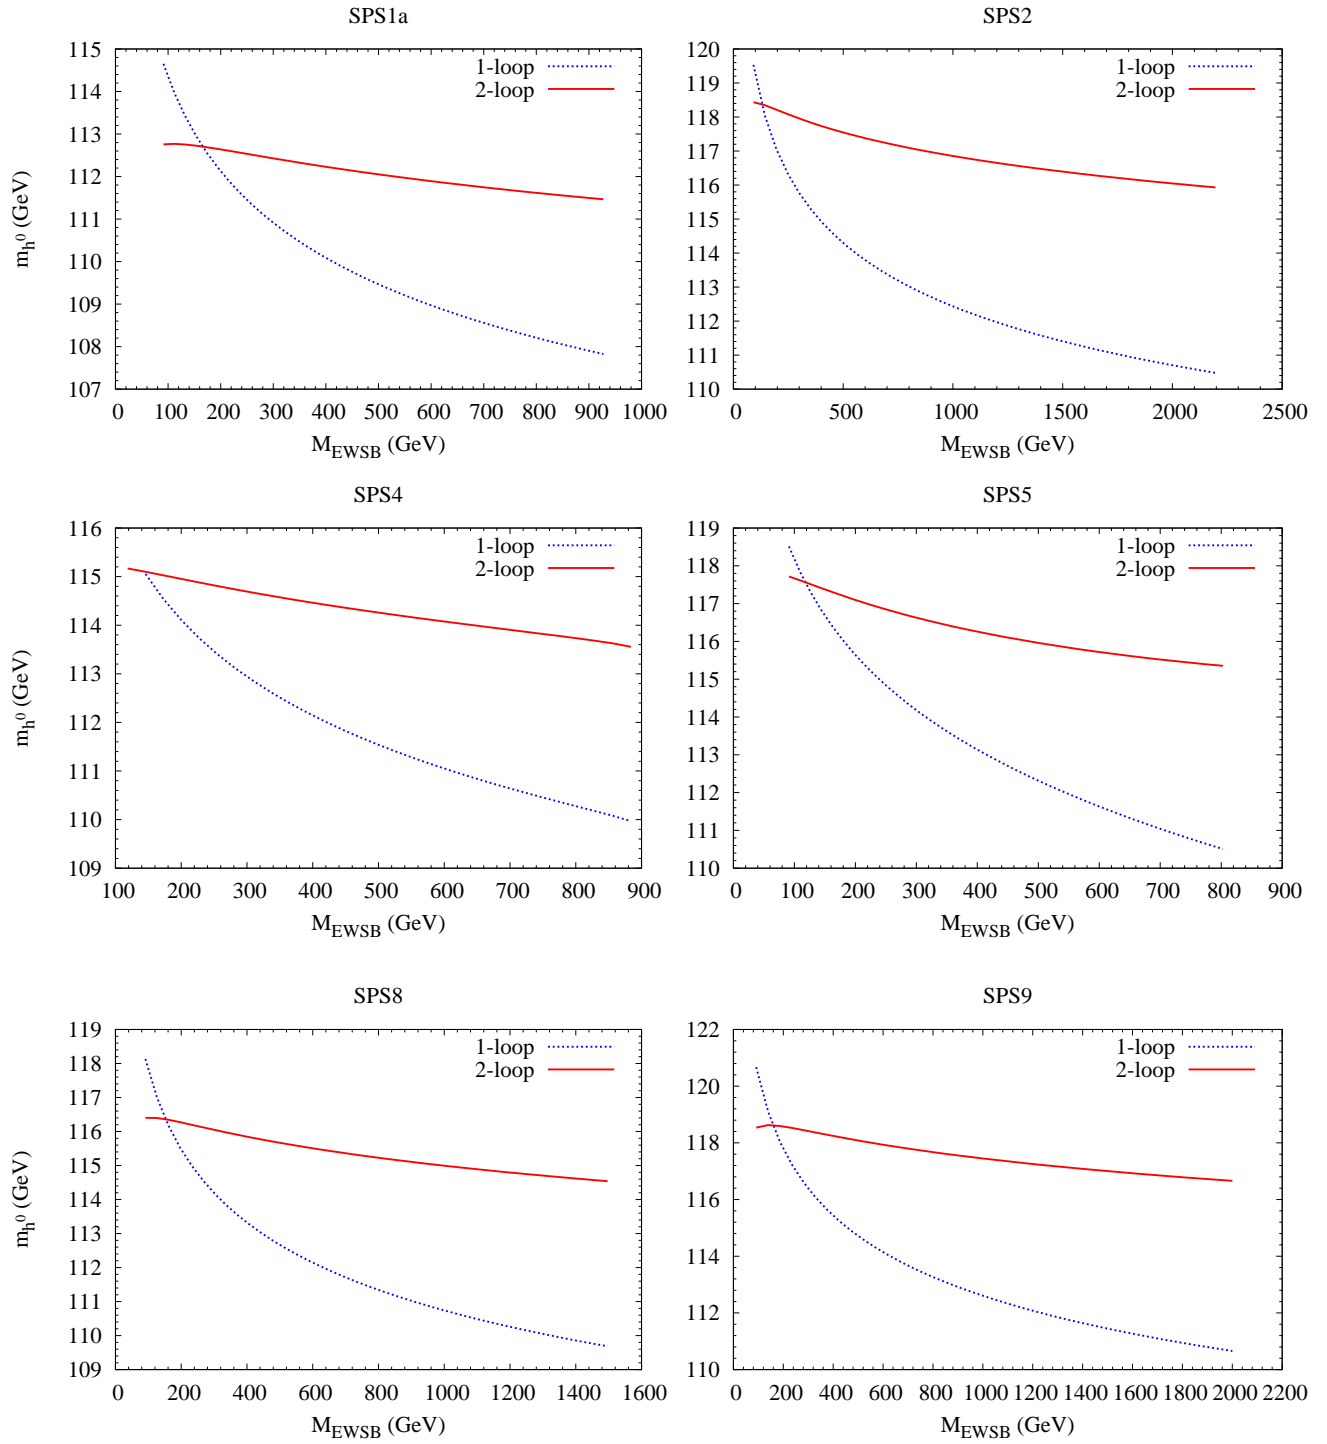 SPS1a
115
114
113
112
111
110
109
108
107
0 100 200 300 400 500 600 700 800 900 1000
m_h^0 (GeV)
M_EWSB (GeV)
1-loop
2-loop
SPS2
120
119
118
117
116
115
114
113
112
111
110
0 500 1000 1500 2000 2500
M_EWSB (GeV)
1-loop
2-loop
SPS4
116
115
114
113
112
111
110
109
100 200 300 400 500 600 700 800 900
m_h^0 (GeV)
M_EWSB (GeV)
1-loop
2-loop
SPS5
119
118
117
116
115
114
113
112
111
110
0 100 200 300 400 500 600 700 800 900
M_EWSB (GeV)
1-loop
2-loop
SPS8
119
118
117
116
115
114
113
112
111
110
109
0 200 400 600 800 1000 1200 1400 1600
m_h^0 (GeV)
M_EWSB (GeV)
1-loop
2-loop
SPS9
122
120
118
116
114
112
110
0 200 400 600 800 1000 1200 1400 1600 1800 2000 2200
M_EWSB (GeV)
1-loop
2-loop